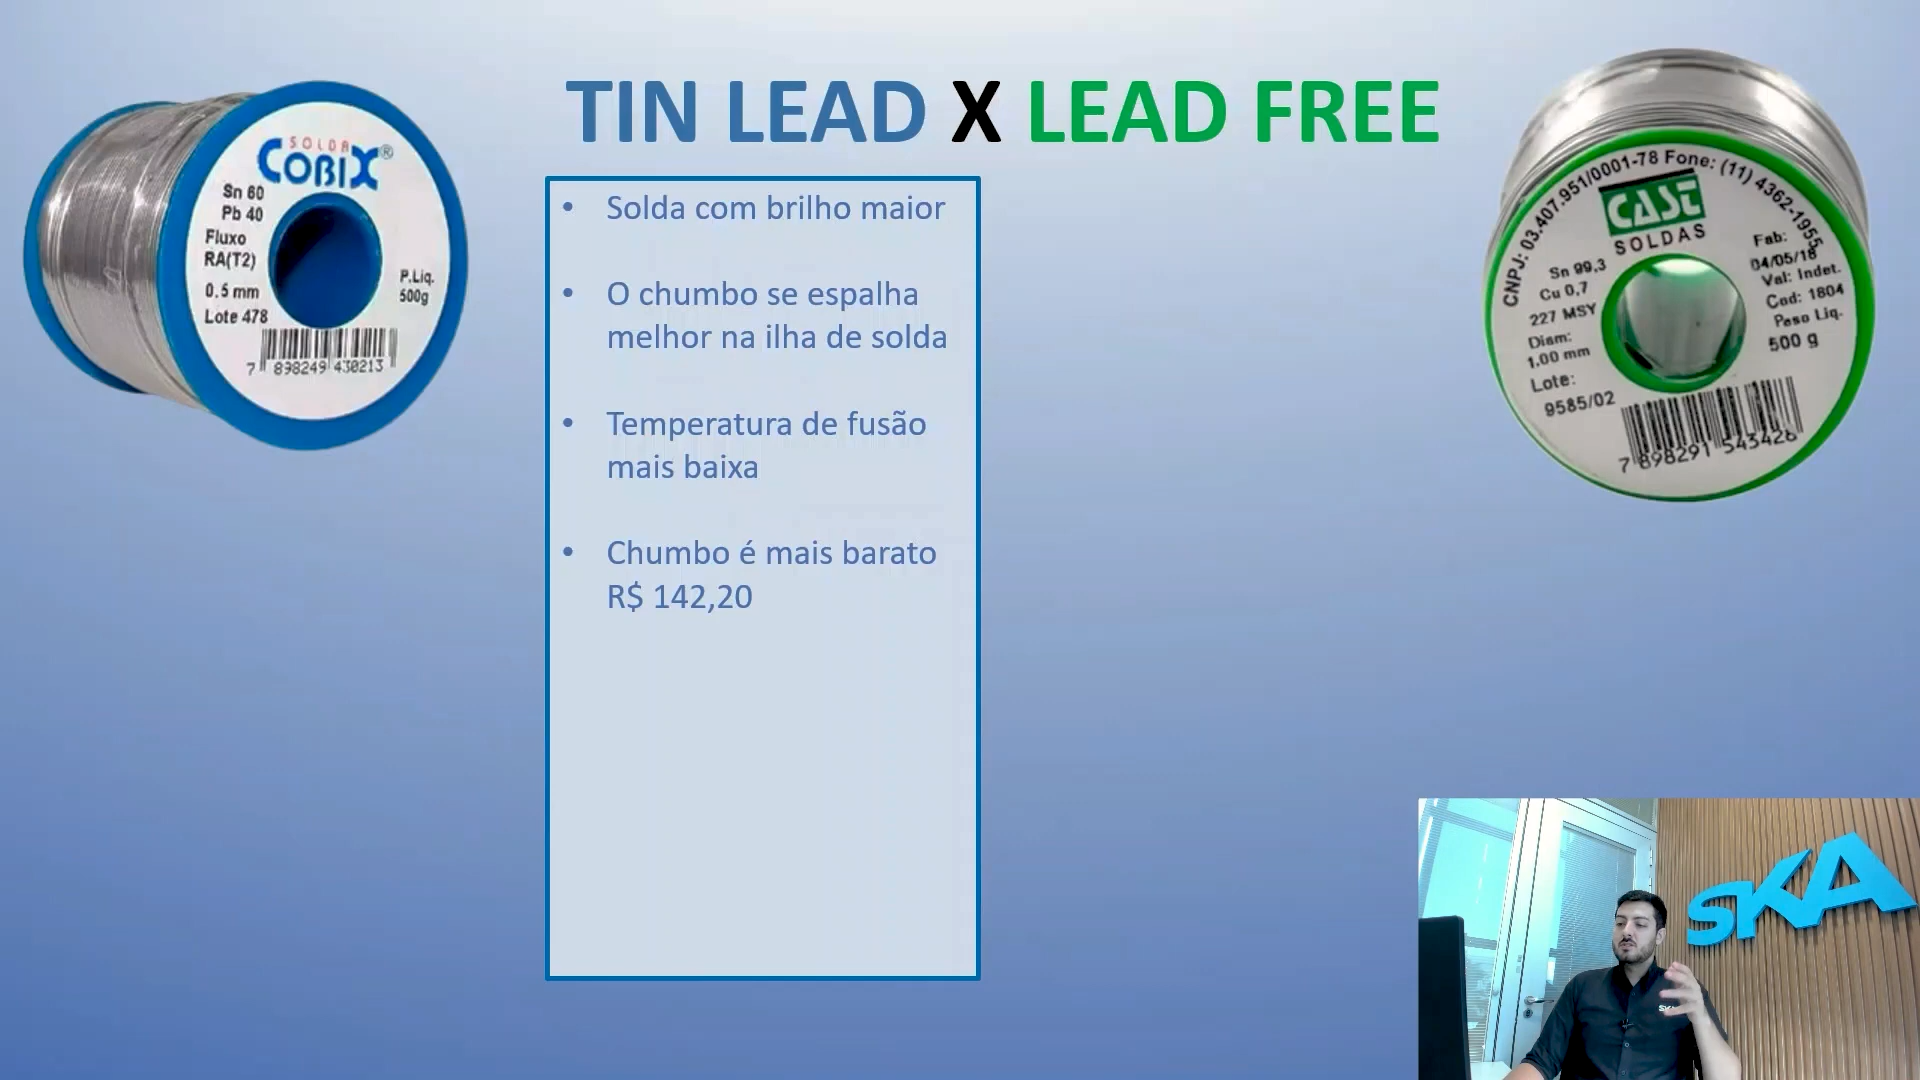 TIN LEAD X LEAD FREE
SOLDA
COBIX®
Sn 60
Pb 40
Fluxo
RA(T2)
0.5 mm
Lote 478
P.Liq.
500g
7 898249 430213
• Solda com brilho maior
• O chumbo se espalha
melhor na ilha de solda
• Temperatura de fusão
mais baixa
• Chumbo é mais barato
R$ 142,20
CNPJ: 03.407.951/0001-78 Fone: (11) 4362-1955
CAST
SOLDAS
Sn 99,3
Cu 0,7
227 MSY
Diam:
1,00 mm
Lote:
9585/02
Fab:
04/05/18
Val: Indet.
Cod: 1804
Peso Liq.
500 g
7 898291 543426
SKA
SKA